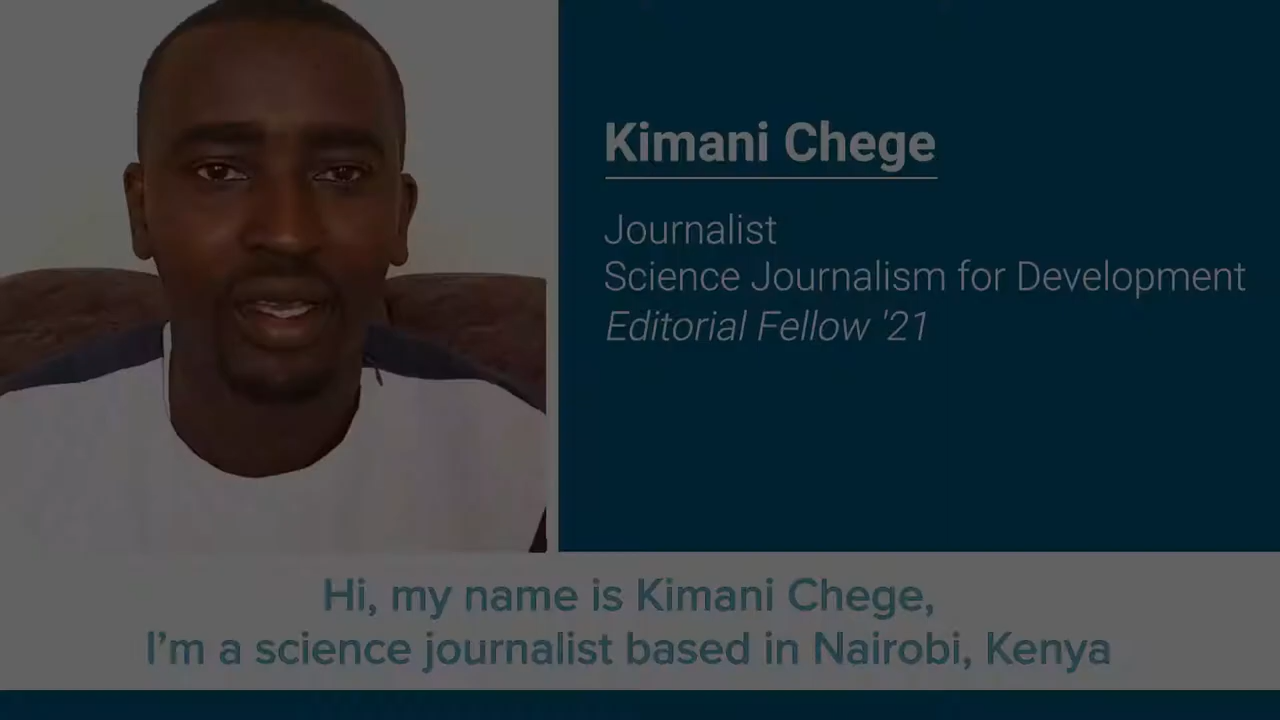 Kimani Chege
Journalist
Science Journalism for Development
Editorial Fellow '21
Hi, my name is Kimani Chege,
I’m a science journalist based in Nairobi, Kenya